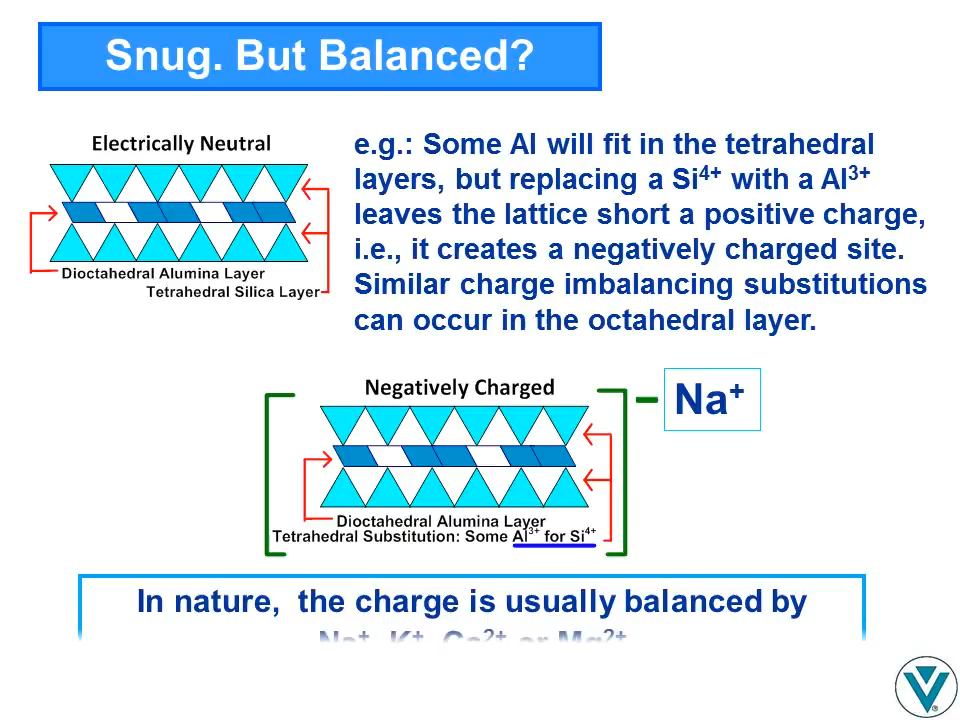 Snug. But Balanced?
Electrically Neutral
Dioctahedral Alumina Layer
Tetrahedral Silica Layer
e.g.: Some Al will fit in the tetrahedral
layers, but replacing a Si⁴⁺ with a Al³⁺
leaves the lattice short a positive charge,
i.e., it creates a negatively charged site.
Similar charge imbalancing substitutions
can occur in the octahedral layer.
Negatively Charged
Dioctahedral Alumina Layer
Tetrahedral Substitution: Some Al³⁺ for Si⁴⁺
− Na⁺
In nature, the charge is usually balanced by
Na⁺, K⁺, Ca²⁺ or Mg²⁺